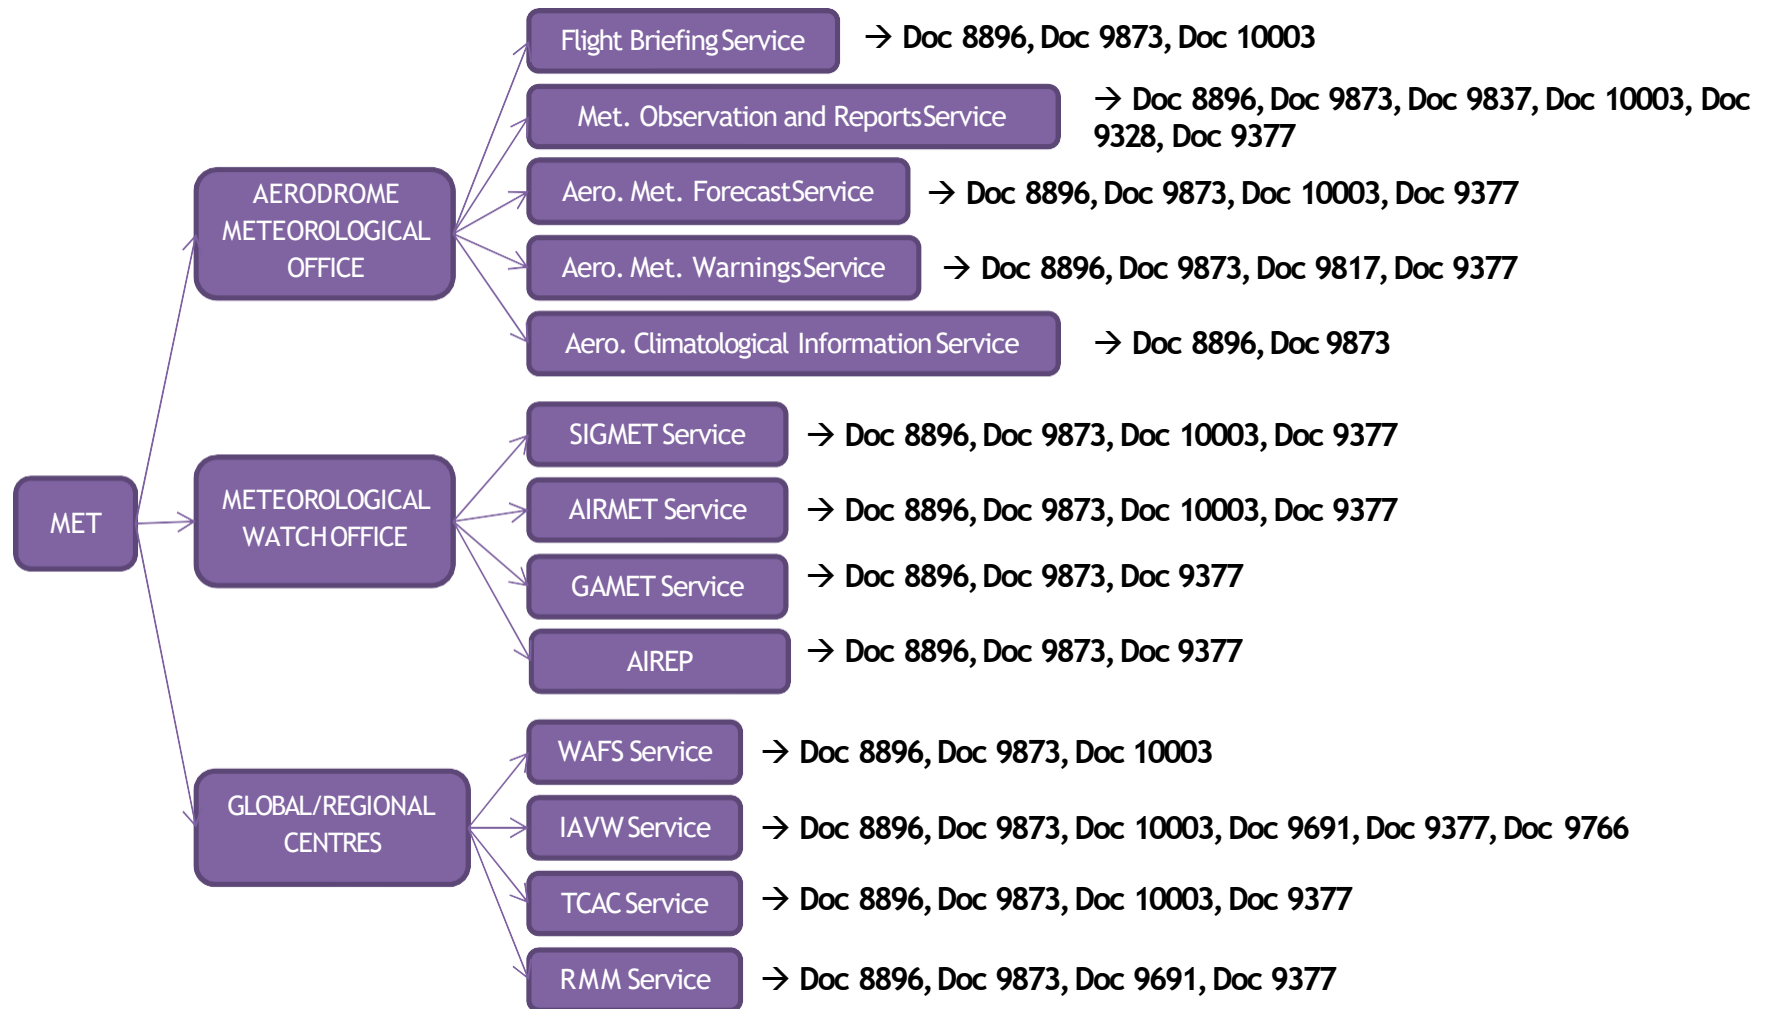 Flight Briefing Service
→ Doc 8896, Doc 9873, Doc 10003
Met. Observation and Reports Service
→ Doc 8896, Doc 9873, Doc 9837, Doc 10003, Doc
9328, Doc 9377
AERODROME
METEOROLOGICAL
OFFICE
Aero. Met. Forecast Service
→ Doc 8896, Doc 9873, Doc 10003, Doc 9377
Aero. Met. Warnings Service
→ Doc 8896, Doc 9873, Doc 9817, Doc 9377
Aero. Climatological Information Service
→ Doc 8896, Doc 9873
MET
METEOROLOGICAL
WATCH OFFICE
SIGMET Service
→ Doc 8896, Doc 9873, Doc 10003, Doc 9377
AIRMET Service
→ Doc 8896, Doc 9873, Doc 10003, Doc 9377
GAMET Service
→ Doc 8896, Doc 9873, Doc 9377
AIREP
→ Doc 8896, Doc 9873, Doc 9377
GLOBAL/REGIONAL
CENTRES
WAFS Service
→ Doc 8896, Doc 9873, Doc 10003
IAVW Service
→ Doc 8896, Doc 9873, Doc 10003, Doc 9691, Doc 9377, Doc 9766
TCAC Service
→ Doc 8896, Doc 9873, Doc 10003, Doc 9377
RMM Service
→ Doc 8896, Doc 9873, Doc 9691, Doc 9377